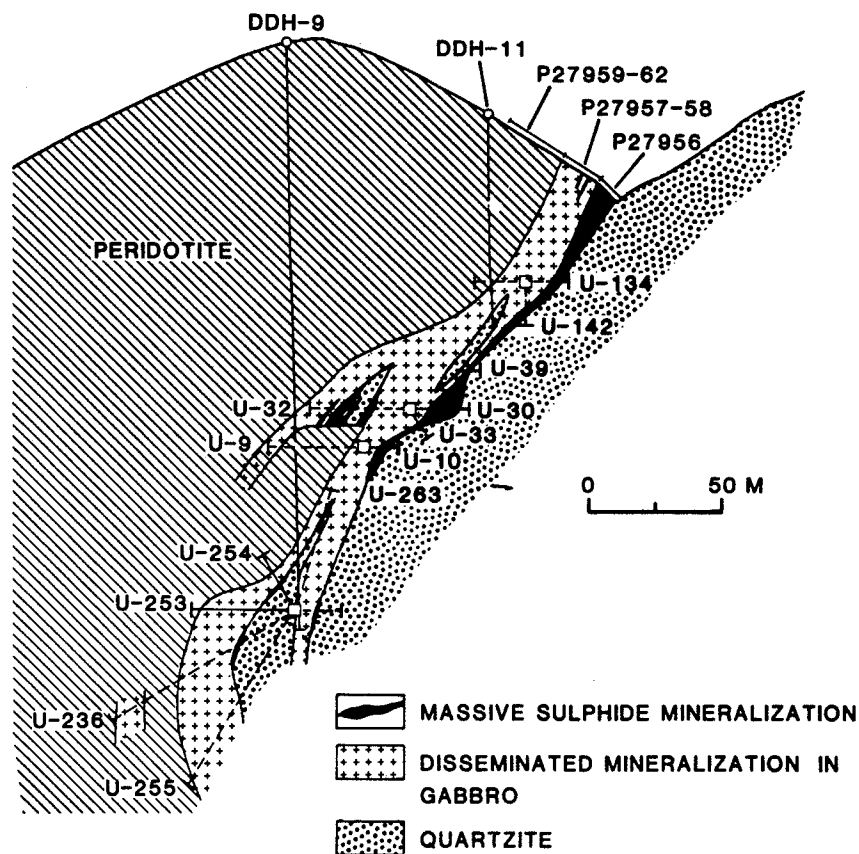 DDH-9
DDH-11
P27959-62
P27957-58
P27956
PERIDOTITE
U-134
U-142
U-39
U-32
U-30
U-9
U-33
U-10
U-263
0 50 M
U-254
U-253
U-236
U-255
MASSIVE SULPHIDE MINERALIZATION
DISSEMINATED MINERALIZATION IN
GABBRO
QUARTZITE